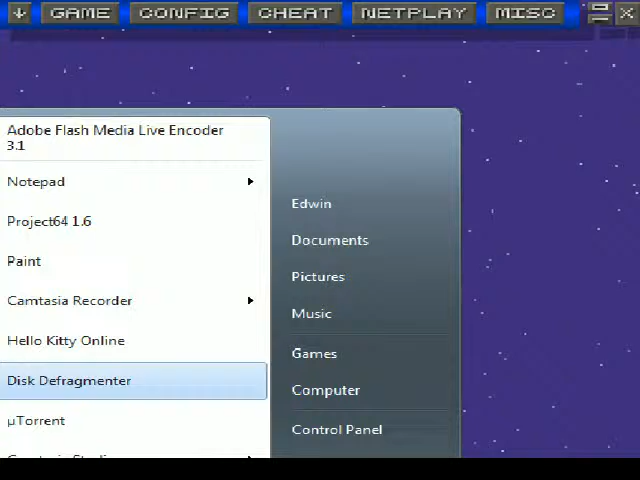 GAME CONFIG CHEAT NETPLAY MISC
Adobe Flash Media Live Encoder
3.1
Notepad
Project64 1.6
Paint
Camtasia Recorder
Hello Kitty Online
Disk Defragmenter
µTorrent
Edwin
Documents
Pictures
Music
Games
Computer
Control Panel